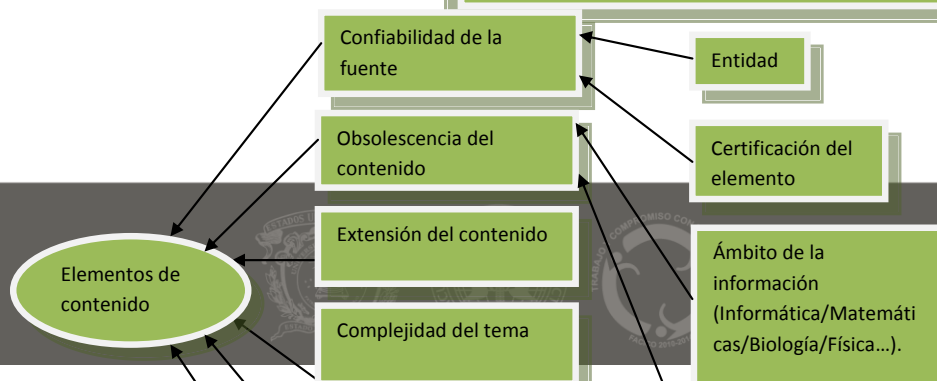 Confiabilidad de la
fuente
Entidad
Obsolescencia del
contenido
Certificación del
elemento
Extensión del contenido
Elementos de
contenido
Ámbito de la
información
(Informática/Matemáti
cas/Biología/Física…).
Complejidad del tema